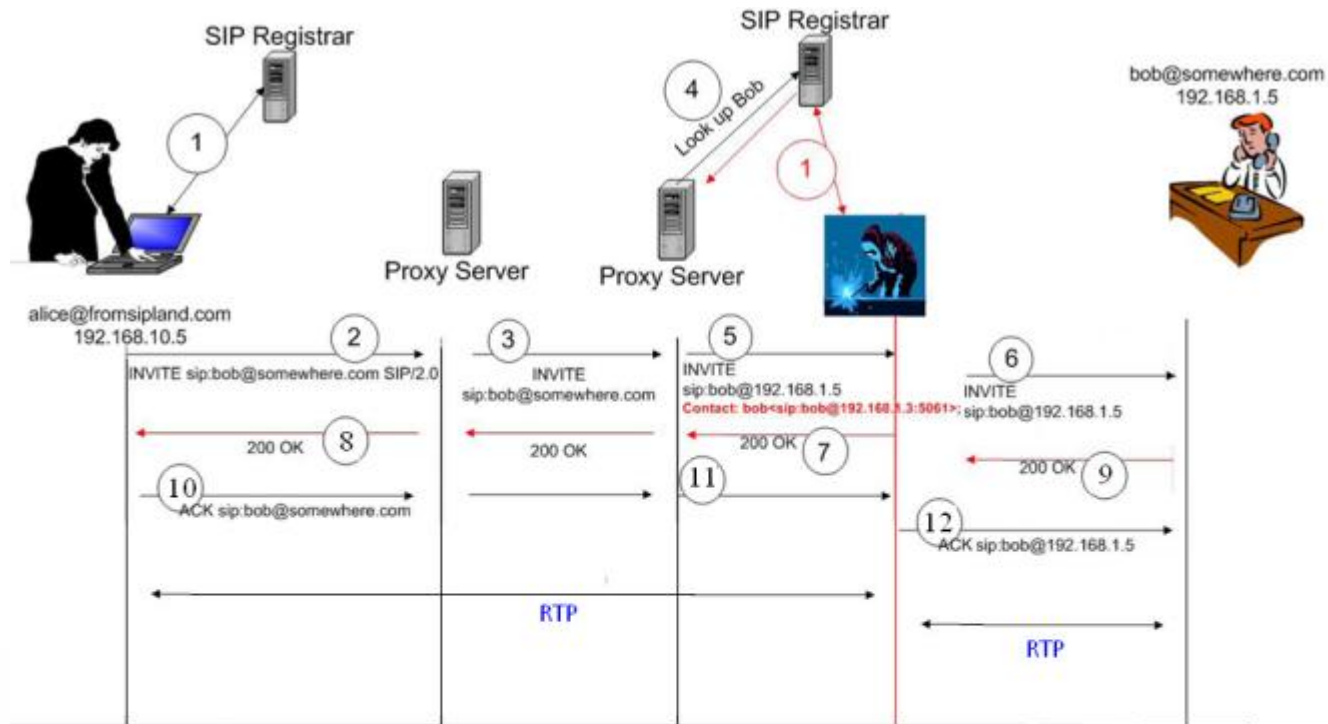 SIP Registrar
SIP Registrar
bob@somewhere.com
192.168.1.5
4
Look up Bob
1
1
Proxy Server
Proxy Server
alice@fromsipland.com
192.168.10.5
2
INVITE sip:bob@somewhere.com SIP/2.0
3
INVITE
sip:bob@somewhere.com
5
INVITE
sip:bob@192.168.1.5
Contact: bob<sip:bob@192.168.1.3:5061>;
6
INVITE
sip:bob@192.168.1.5
200 OK
8
200 OK
200 OK
7
200 OK
9
10
ACK sip:bob@somewhere.com
11
12
ACK sip:bob@192.168.1.5
RTP
RTP